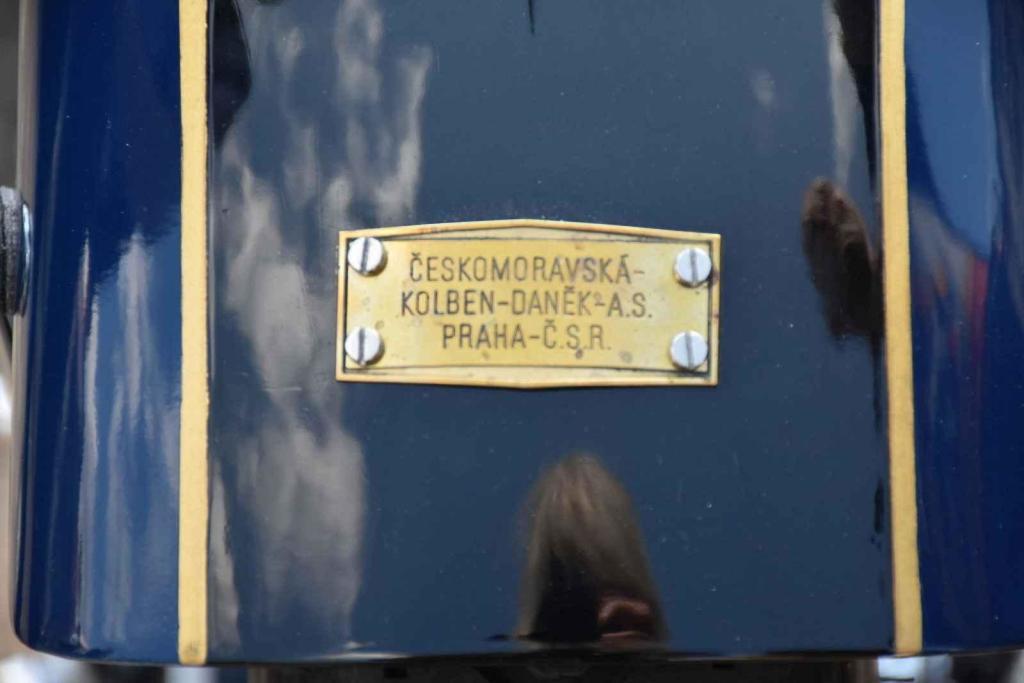 ČESKOMORAVSKÁ-
KOLBEN-DANĚK A.S.
PRAHA-Č.S.R.